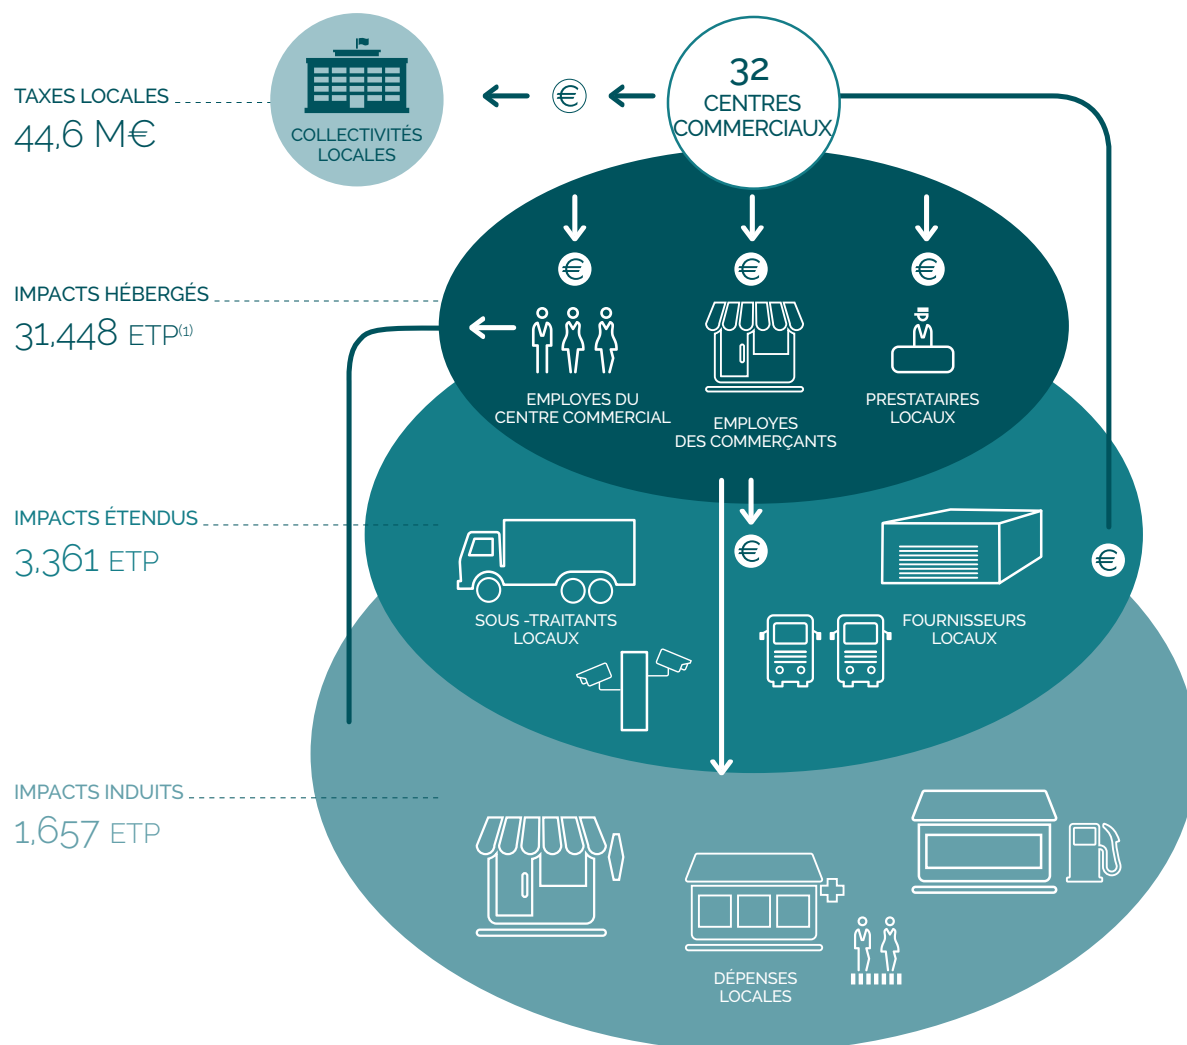 32
CENTRES
COMMERCIAUX
€
TAXES LOCALES
44,6 M€
COLLECTIVITÉS
LOCALES
IMPACTS HÉBERGÉS
31,448 ETP(1)
€
€
€
EMPLOYES DU
CENTRE COMMERCIAL
EMPLOYES
DES COMMERÇANTS
PRESTATAIRES
LOCAUX
IMPACTS ÉTENDUS
3,361 ETP
€
€
SOUS -TRAITANTS
LOCAUX
FOURNISSEURS
LOCAUX
IMPACTS INDUITS
1,657 ETP
DÉPENSES
LOCALES